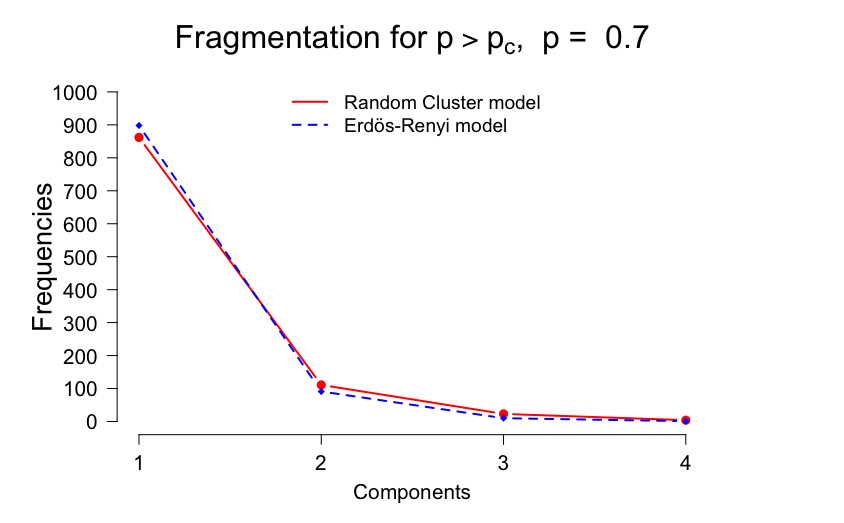 Fragmentation for p > pc, p = 0.7
Random Cluster model
Erdös-Renyi model
Frequencies
1000
900
800
700
600
500
400
300
200
100
0
1 2 3 4
Components